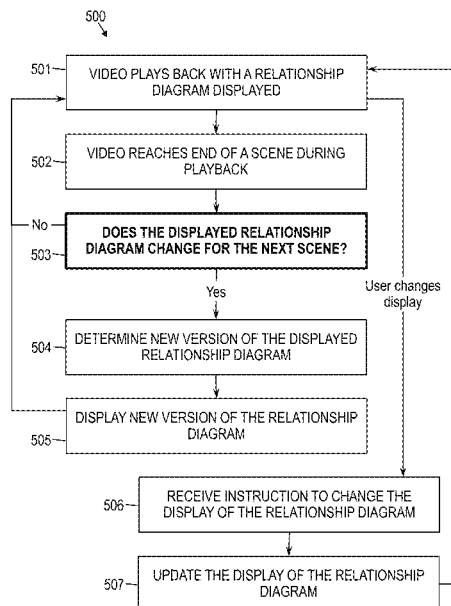 500
501
VIDEO PLAYS BACK WITH A RELATIONSHIP
DIAGRAM DISPLAYED
502
VIDEO REACHES END OF A SCENE DURING
PLAYBACK
No
503
DOES THE DISPLAYED RELATIONSHIP
DIAGRAM CHANGE FOR THE NEXT SCENE?
Yes
User changes
display
504
DETERMINE NEW VERSION OF THE DISPLAYED
RELATIONSHIP DIAGRAM
505
DISPLAY NEW VERSION OF THE RELATIONSHIP
DIAGRAM
506
RECEIVE INSTRUCTION TO CHANGE THE
DISPLAY OF THE RELATIONSHIP DIAGRAM
507
UPDATE THE DISPLAY OF THE RELATIONSHIP
DIAGRAM